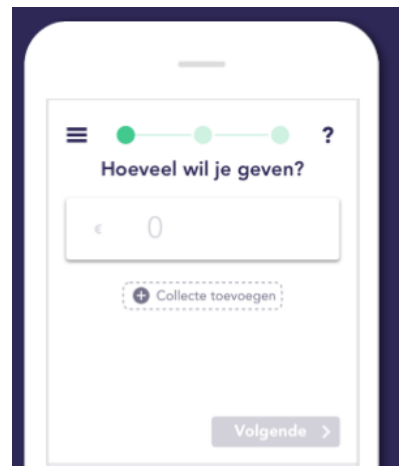 ?
Hoeveel wil je geven?
€ 0
+ Collecte toevoegen
Volgende >